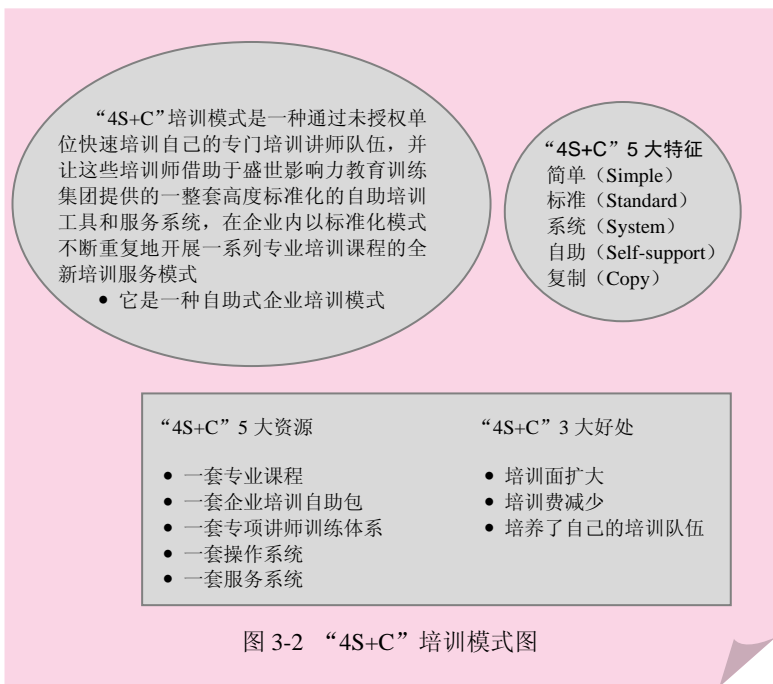 “4S+C”培训模式是一种通过未授权单
位快速培训自己的专门培训讲师队伍，并
让这些培训师借助于盛世影响力教育训练
集团提供的一整套高度标准化的自助培训
工具和服务系统，在企业内以标准化模式
不断重复地开展一系列专业培训课程的全
新培训服务模式
● 它是一种自助式企业培训模式
“4S+C”5 大特征
简单（Simple）
标准（Standard）
系统（System）
自助（Self-support）
复制（Copy）
“4S+C”5 大资源
● 一套专业课程
● 一套企业培训自助包
● 一套专项讲师训练体系
● 一套操作系统
● 一套服务系统
“4S+C”3 大好处
● 培训面扩大
● 培训费减少
● 培养了自己的培训队伍
图 3-2 “4S+C”培训模式图